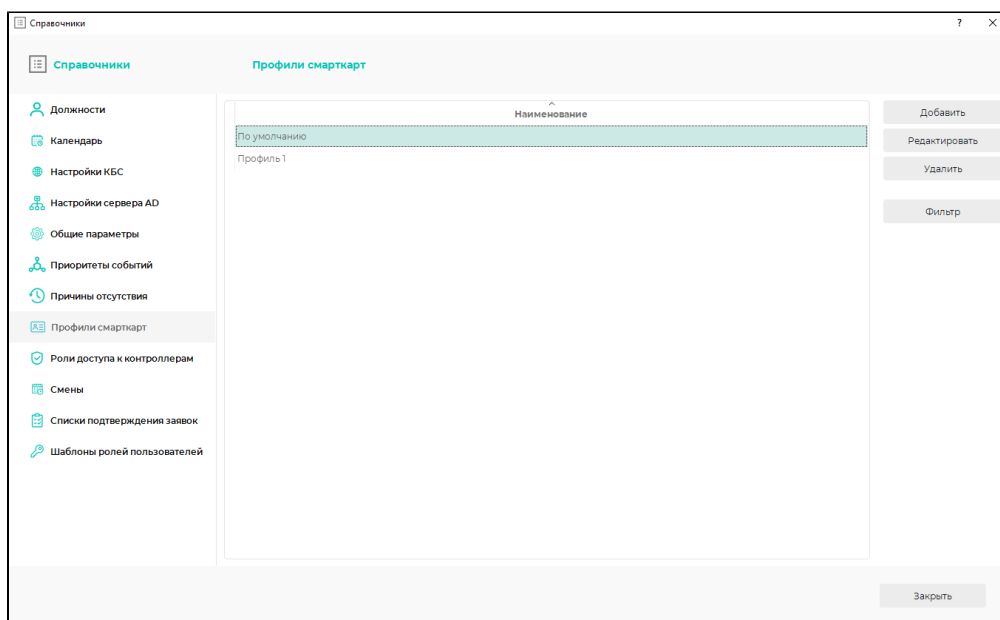 Справочники
?
Справочники
Профили смарткарт
Должности
Календарь
Настройки КБС
Настройки сервера AD
Общие параметры
Приоритеты событий
Причины отсутствия
Профили смарткарт
Роли доступа к контроллерам
Смены
Списки подтверждения заявок
Шаблоны ролей пользователей
Наименование
По умолчанию
Профиль 1
Добавить
Редактировать
Удалить
Фильтр
Закрыть